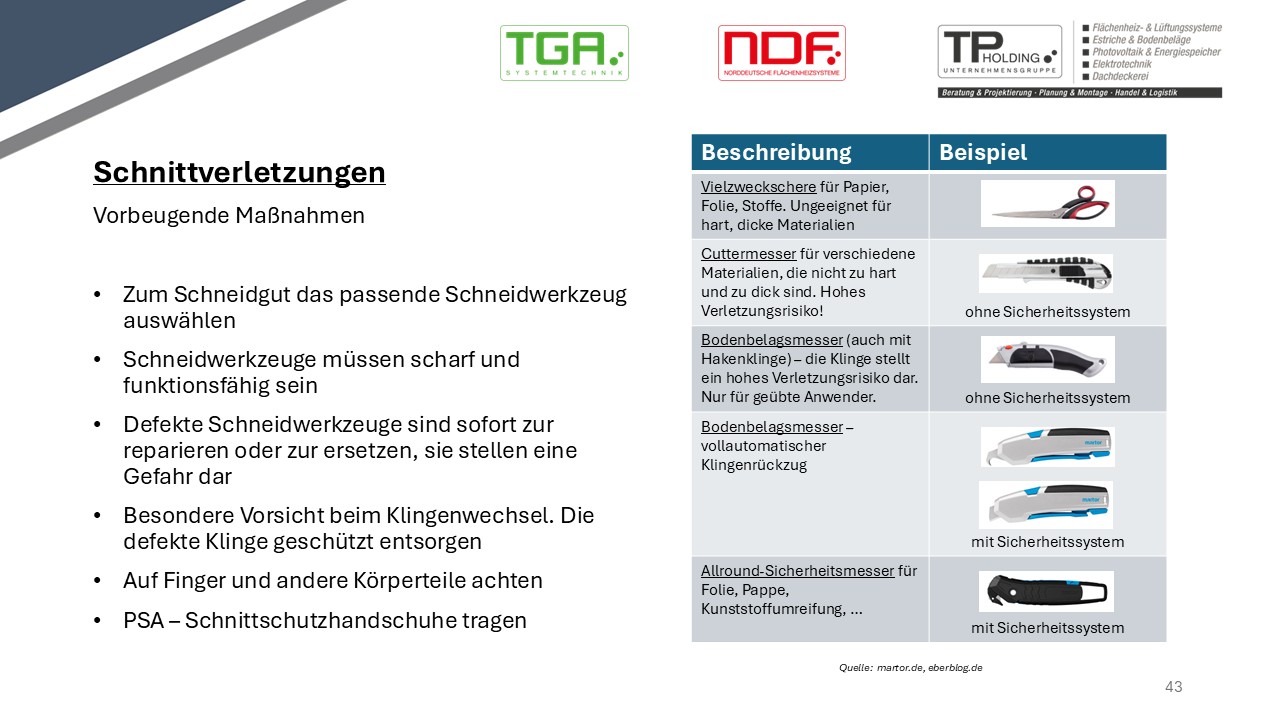 TGA
SYSTEMTECHNIK
NDF
NORDDEUTSCHE FLÄCHENHEIZSYSTEME
TP HOLDING
UNTERNEHMENSGRUPPE
Flächenheiz- & Lüftungssysteme
Estriche & Bodenbeläge
Photovoltaik & Energiespeicher
Elektrotechnik
Dachdeckerei
Beratung & Projektierung · Planung & Montage · Handel & Logistik
Schnittverletzungen
Vorbeugende Maßnahmen
• Zum Schneidgut das passende Schneidwerkzeug
auswählen
• Schneidwerkzeuge müssen scharf und
funktionsfähig sein
• Defekte Schneidwerkzeuge sind sofort zur
reparieren oder zur ersetzen, sie stellen eine
Gefahr dar
• Besondere Vorsicht beim Klingenwechsel. Die
defekte Klinge geschützt entsorgen
• Auf Finger und andere Körperteile achten
• PSA – Schnittschutzhandschuhe tragen
Beschreibung
Beispiel
Vielzweckschere für Papier,
Folie, Stoffe. Ungeeignet für
hart, dicke Materialien
Cuttermesser für verschiedene
Materialien, die nicht zu hart
und zu dick sind. Hohes
Verletzungsrisiko!
ohne Sicherheitssystem
Bodenbelagsmesser (auch mit
Hakenklinge) – die Klinge stellt
ein hohes Verletzungsrisiko dar.
Nur für geübte Anwender.
ohne Sicherheitssystem
Bodenbelagsmesser –
vollautomatischer
Klingenrückzug
martor
martor
mit Sicherheitssystem
Allround-Sicherheitsmesser für
Folie, Pappe,
Kunststoffumreifung, ...
mit Sicherheitssystem
Quelle: martor.de, eberblog.de
43